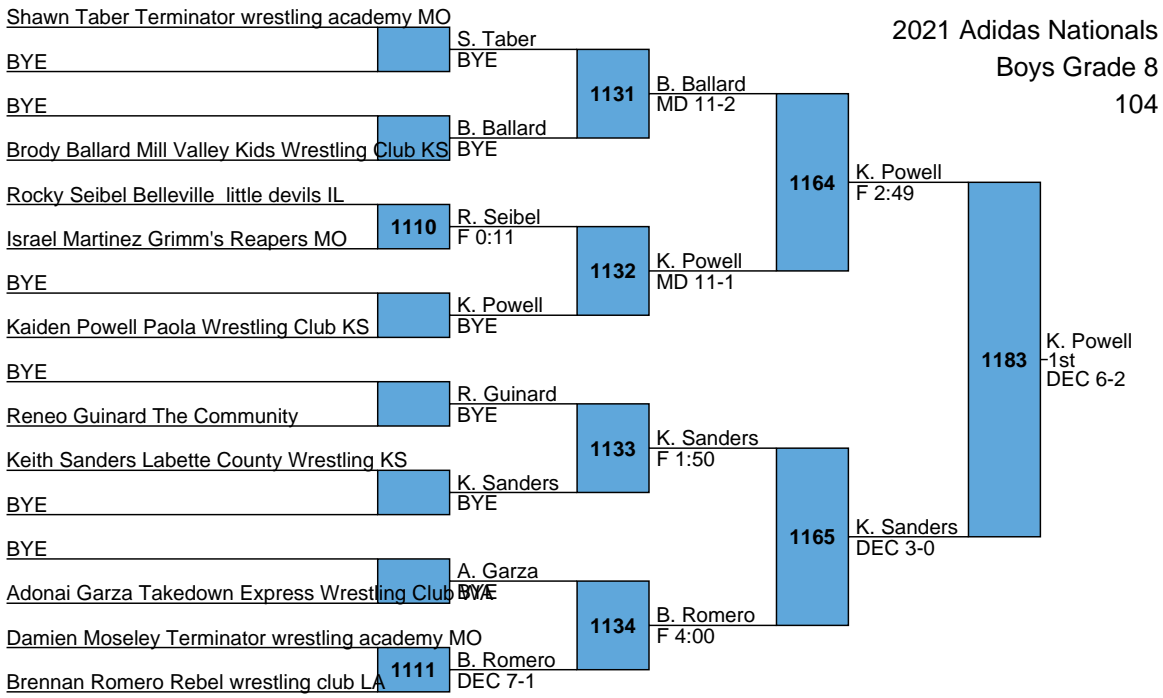 2021 Adidas Nationals
Boys Grade 8
104
Shawn Taber Terminator wrestling academy MO
BYE
BYE
Brody Ballard Mill Valley Kids Wrestling Club KS
Rocky Seibel Belleville  little devils IL
Israel Martinez Grimm's Reapers MO
BYE
Kaiden Powell Paola Wrestling Club KS
BYE
Reneo Guinard The Community
Keith Sanders Labette County Wrestling KS
BYE
BYE
Adonai Garza Takedown Express Wrestling Club WA
Damien Moseley Terminator wrestling academy MO
Brennan Romero Rebel wrestling club LA
1110
1111
S. Taber
BYE
B. Ballard
BYE
R. Seibel
F 0:11
K. Powell
BYE
R. Guinard
BYE
K. Sanders
BYE
A. Garza
BYE
B. Romero
DEC 7-1
1131
1132
1133
1134
B. Ballard
MD 11-2
K. Powell
MD 11-1
K. Sanders
F 1:50
B. Romero
F 4:00
1164
1165
K. Powell
F 2:49
K. Sanders
DEC 3-0
1183
K. Powell
1st
DEC 6-2